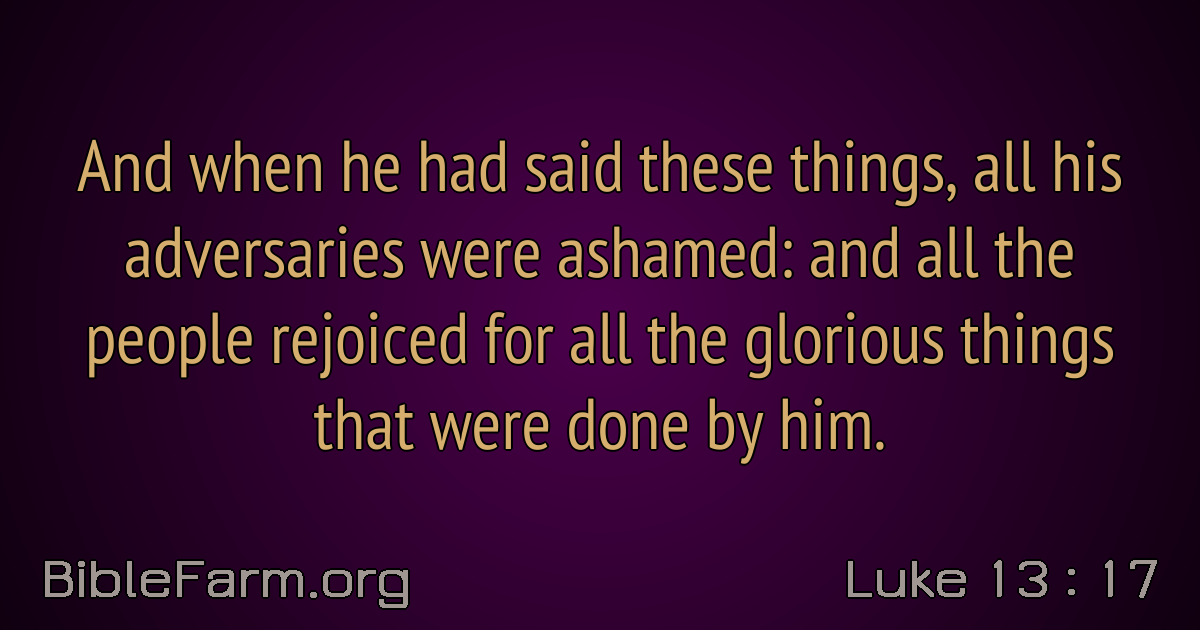 And when he had said these things, all his
adversaries were ashamed: and all the
people rejoiced for all the glorious things
that were done by him.
BibleFarm.org
Luke 13 : 17